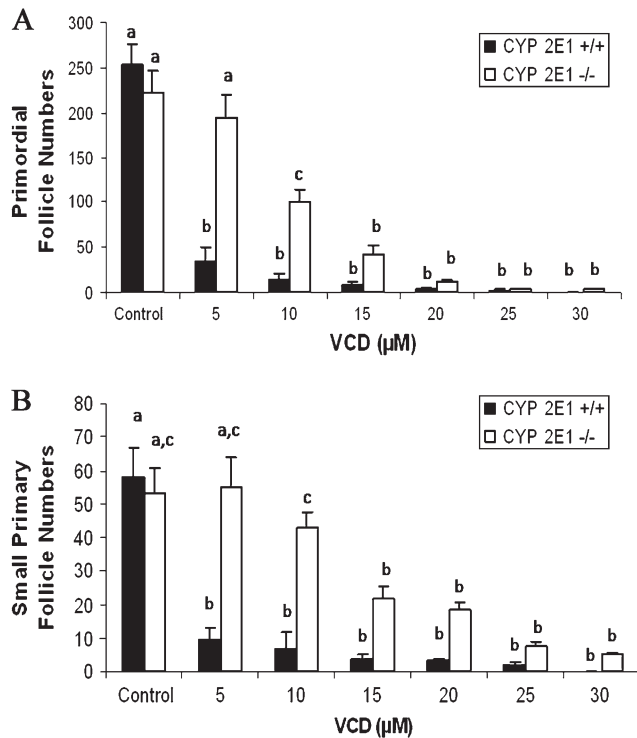 A
300
250
200
150
100
50
0
Primordial
Follicle Numbers
a
a
a
b
b
c
b
b
b
b
b
b
b
b
CYP 2E1 +/+
CYP 2E1 -/-
Control 5 10 15 20 25 30
VCD (µM)
B
80
70
60
50
40
30
20
10
0
Small Primary
Follicle Numbers
a
a,c
b
a,c
b
c
b
b
b
b
b
b
b
b
CYP 2E1 +/+
CYP 2E1 -/-
Control 5 10 15 20 25 30
VCD (µM)